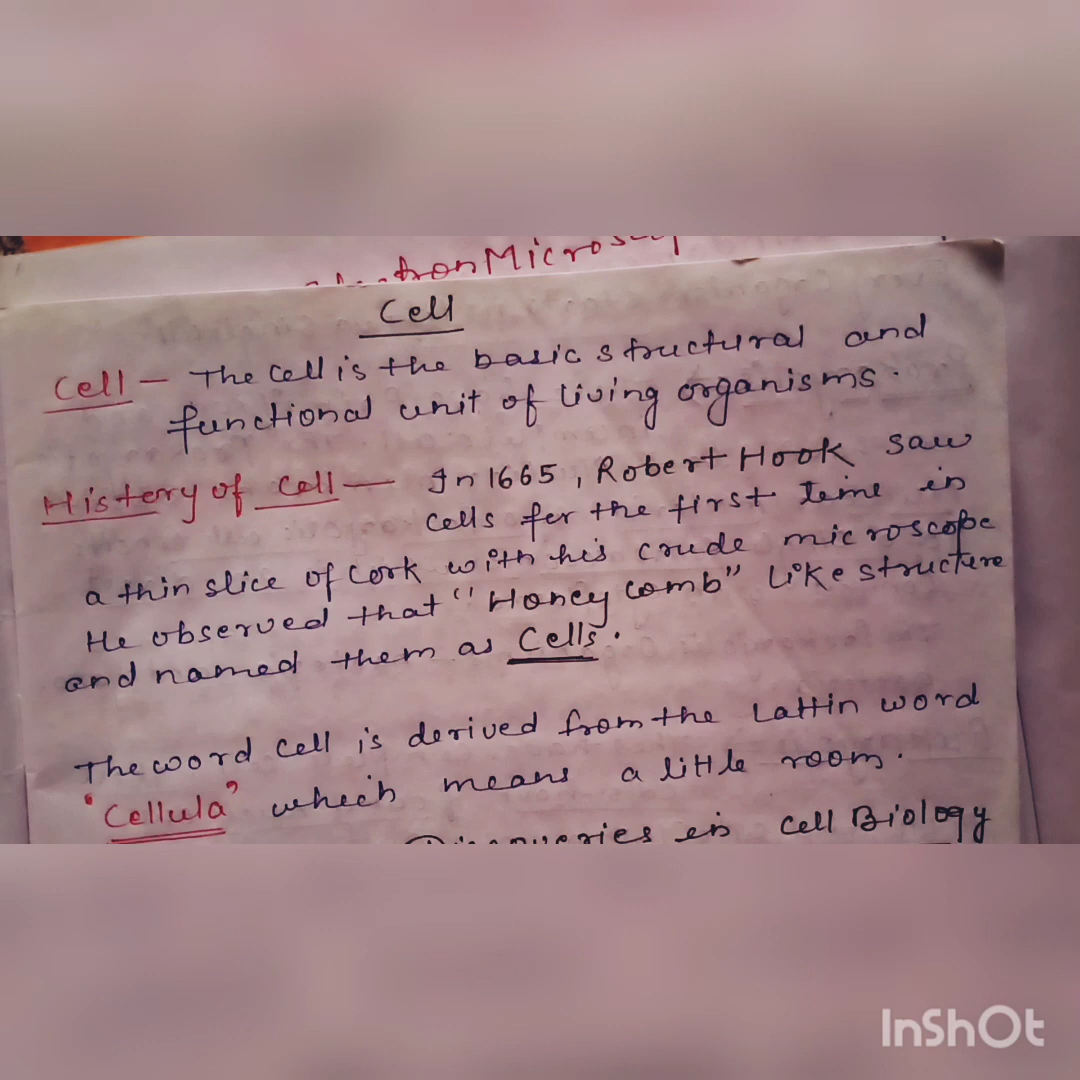 Cell
Cell — The Cell is the basic structural and
functional unit of living organisms.
Histery of Cell — In 1665, Robert Hook saw
cells for the first time in
a thin slice of cork with his crude microscope
He observed that "Honey comb" like structure
and named them as Cells.
The word cell is derived from the Lattin word
"Cellula" which means a little room.
Discoveries in cell Biology
InShOt